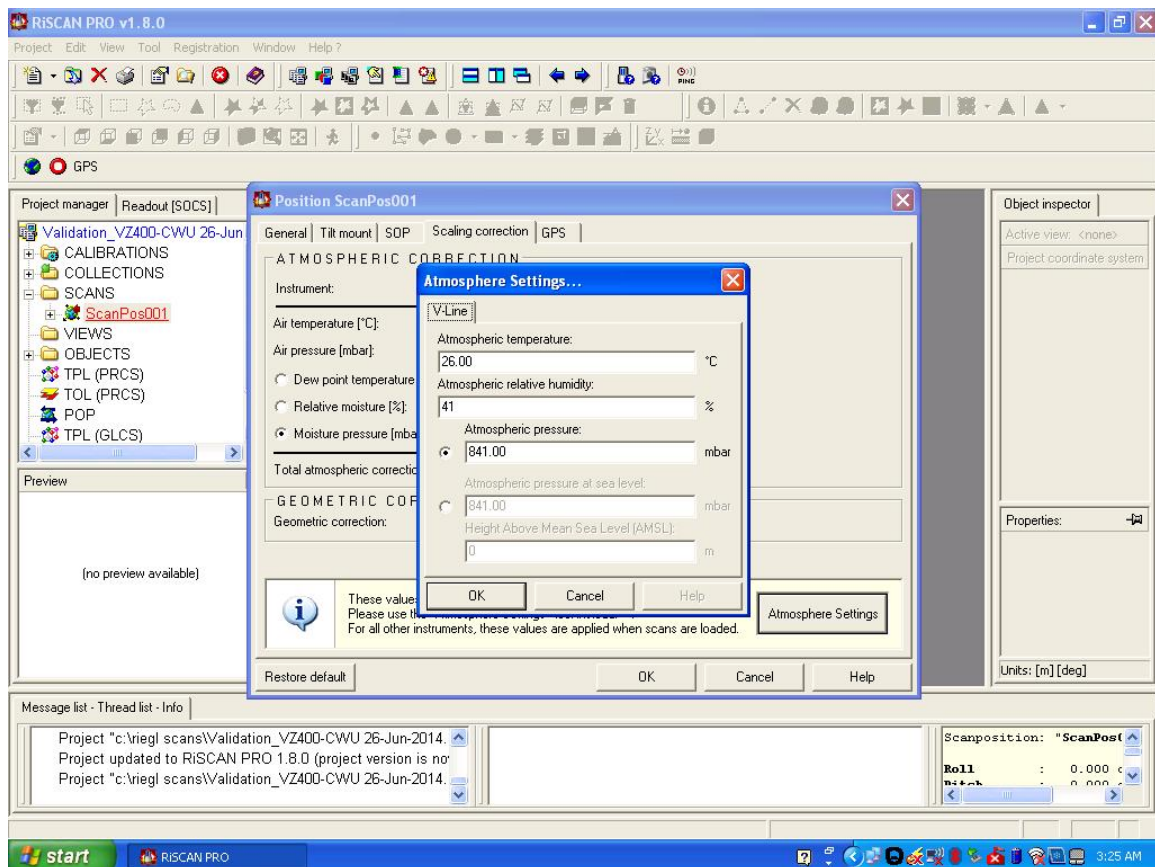 RiSCAN PRO v1.8.0
Project Edit View Tool Registration Window Help ?
PING
GPS
Project manager Readout [SOCS]
Validation_VZ400-CWU 26-Jun
CALIBRATIONS
COLLECTIONS
SCANS
ScanPos001
VIEWS
OBJECTS
TPL (PRCS)
TOL (PRCS)
POP
TPL (GLCS)
Preview
(no preview available)
Position ScanPos001
General Tilt mount SOP Scaling correction GPS
ATMOSPHERIC CORRECTION
Instrument:
Air temperature [°C]:
Air pressure [mbar]:
Dew point temperature
Relative moisture [%]:
Moisture pressure [mba
Total atmospheric correctio
GEOMETRIC COR
Geometric correction:
These value
Please use th
For all other instruments, these values are applied when scans are loaded.
Atmosphere Settings
Restore default OK Cancel Help
Atmosphere Settings...
V-Line
Atmospheric temperature:
26.00 °C
Atmospheric relative humidity:
41 %
Atmospheric pressure:
841.00 mbar
Atmospheric pressure at sea level:
841.00 mbar
Height Above Mean Sea Level (AMSL):
0 m
OK Cancel Help
Object inspector
Active view: <none>
Project coordinate system
Properties:
Units: [m] [deg]
Message list - Thread list - Info
Project "c:\riegl scans\Validation_VZ400-CWU 26-Jun-2014.
Project updated to RiSCAN PRO 1.8.0 (project version is no
Project "c:\riegl scans\Validation_VZ400-CWU 26-Jun-2014.
Scanposition: "ScanPos
Roll : 0.000
Pitch : 0.000
start RiSCAN PRO 3:25 AM